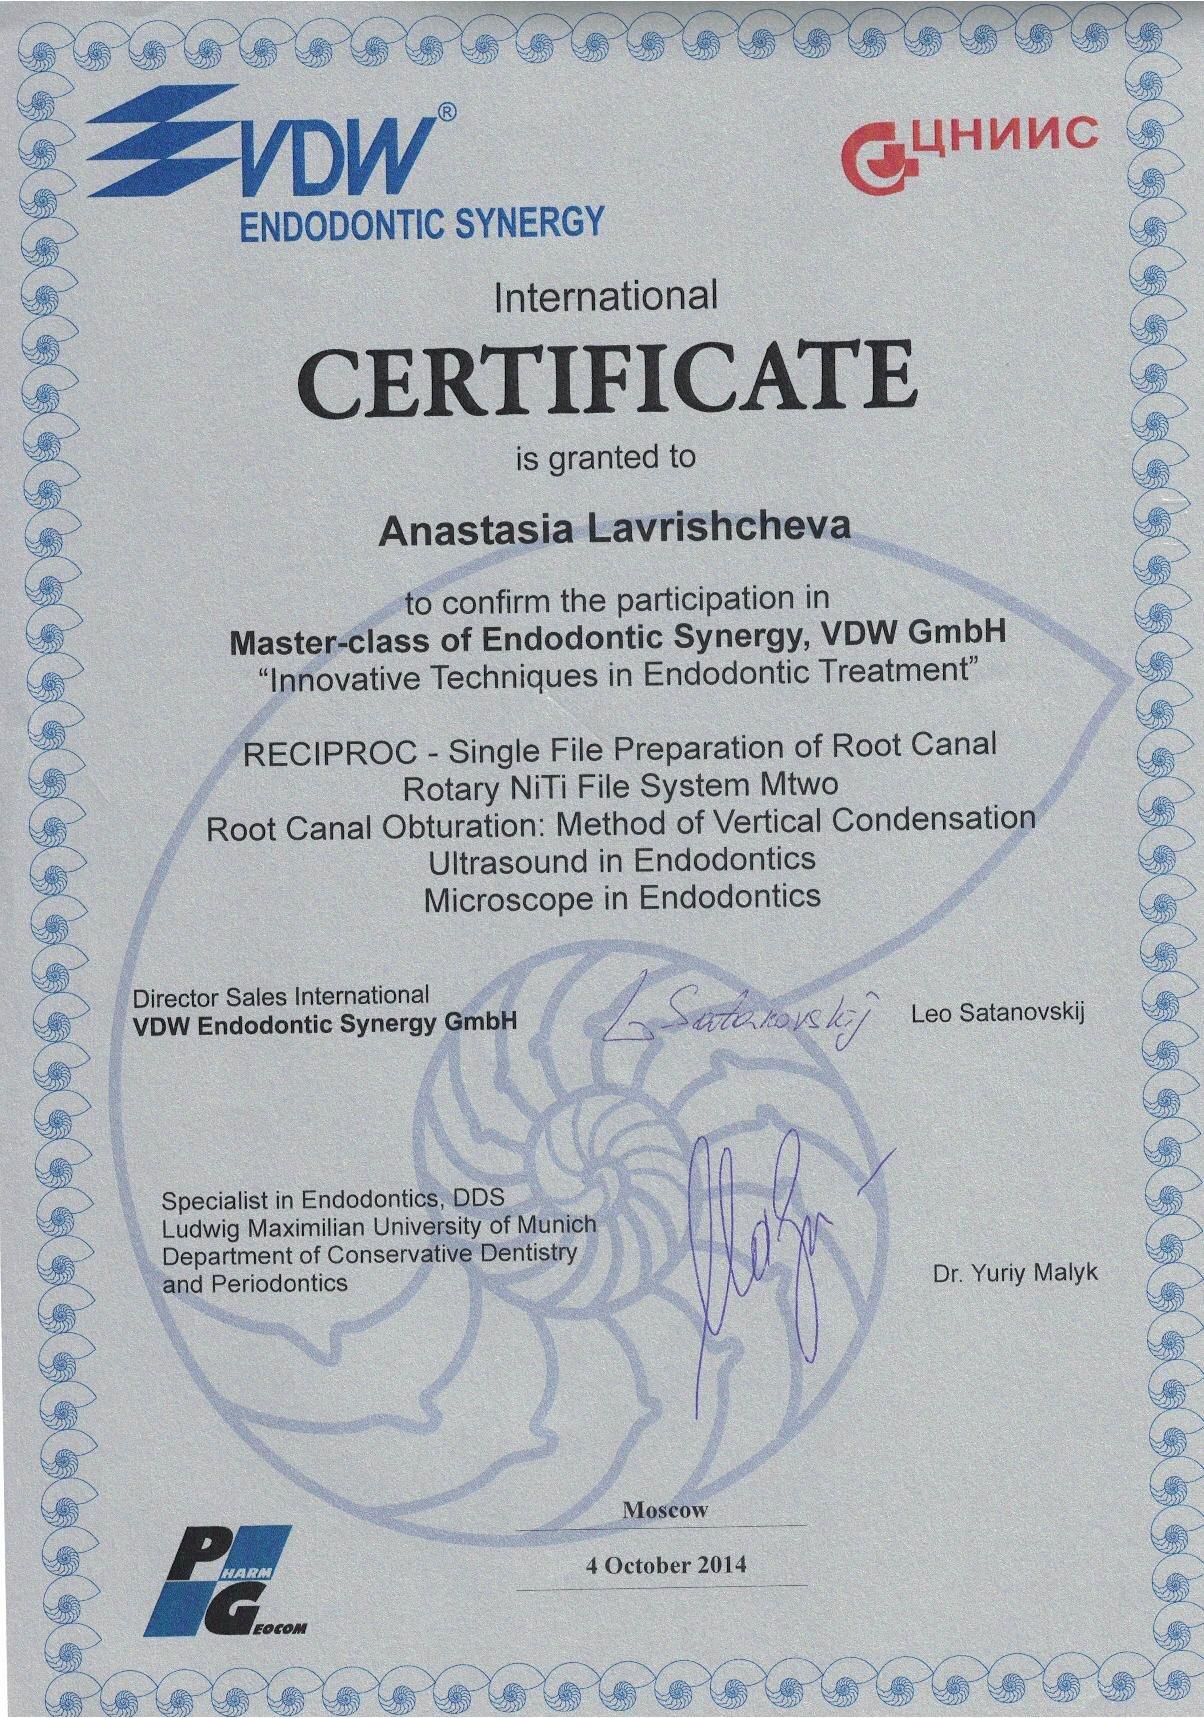 VDW®
ENDODONTIC SYNERGY
ЦНИИС
International
CERTIFICATE
is granted to
Anastasia Lavrishcheva
to confirm the participation in
Master-class of Endodontic Synergy, VDW GmbH
“Innovative Techniques in Endodontic Treatment”
RECIPROC - Single File Preparation of Root Canal
Rotary NiTi File System Mtwo
Root Canal Obturation: Method of Vertical Condensation
Ultrasound in Endodontics
Microscope in Endodontics
Director Sales International
VDW Endodontic Synergy GmbH
L Satanovskij
Leo Satanovskij
Specialist in Endodontics, DDS
Ludwig Maximilian University of Munich
Department of Conservative Dentistry
and Periodontics
Dr. Yuriy Malyk
Moscow
4 October 2014
PHARM
GEOCOM